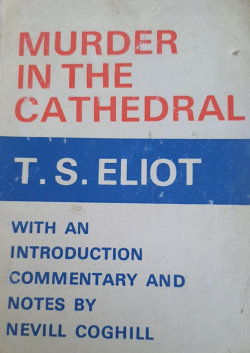 MURDER
IN THE
CATHEDRAL
T. S. ELIOT
WITH AN
INTRODUCTION
COMMENTARY AND
NOTES BY
NEVILL COGHILL